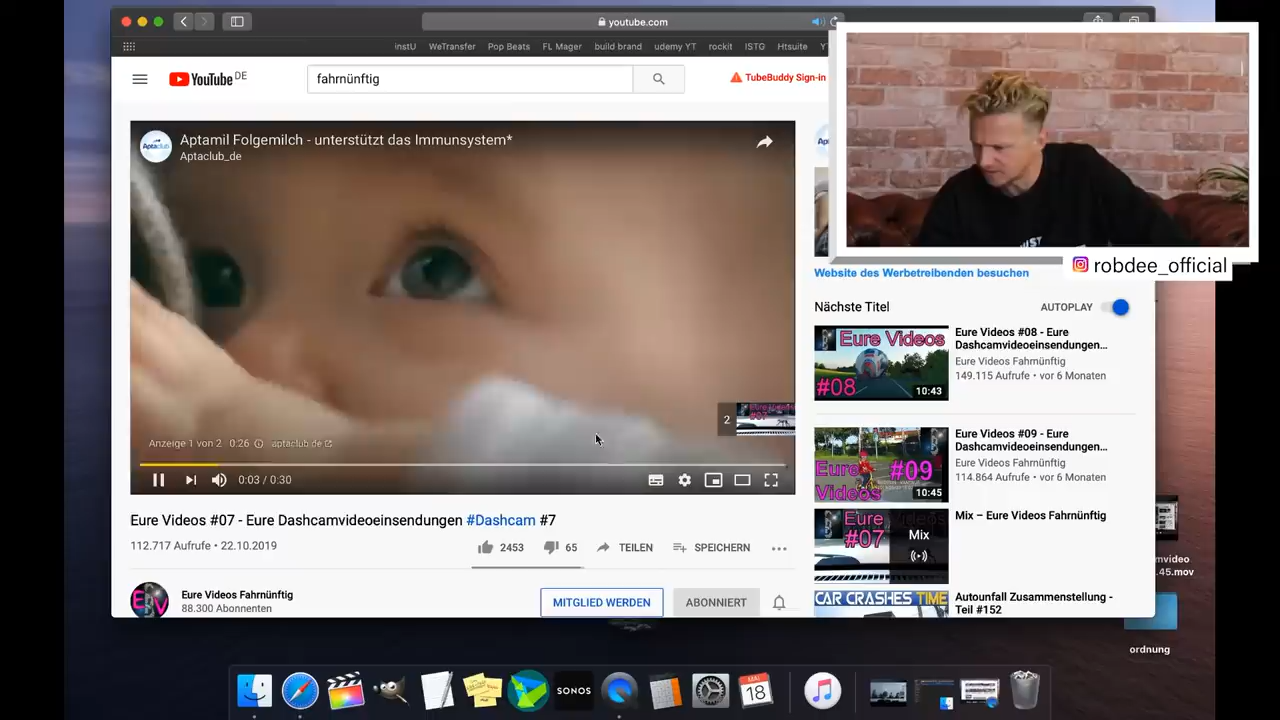 youtube.com
instU WeTransfer Pop Beats FL Mager build brand udemy YT rockit ISTG Htsuite
YouTube DE
fahrnünftig
TubeBuddy Sign-in
Aptamil Folgemilch - unterstützt das Immunsystem*
Aptaclub_de
robdee_official
Website des Werbetreibenden besuchen
Nächste Titel
AUTOPLAY
Eure Videos
#08
10:43
Eure Videos #08 - Eure
Dashcamvideoeinsendungen...
Eure Videos Fahrnünftig
149.115 Aufrufe • vor 6 Monaten
Eure
Videos
#09
10:45
Eure Videos #09 - Eure
Dashcamvideoeinsendungen...
Eure Videos Fahrnünftig
114.864 Aufrufe • vor 6 Monaten
2
Anzeige 1 von 2 0:26 aptaclub.de
0:03 / 0:30
Eure Videos #07 - Eure Dashcamvideoeinsendungen #Dashcam #7
112.717 Aufrufe • 22.10.2019
2453
65
TEILEN
SPEICHERN
Eure Videos
#07
Mix
Mix – Eure Videos Fahrnünftig
CAR CRASHES TIME
Autounfall Zusammenstellung -
Teil #152
Eure Videos Fahrnünftig
88.300 Abonnenten
MITGLIED WERDEN
ABONNIERT
mvideo
.45.mov
ordnung
SONOS
MAI
18